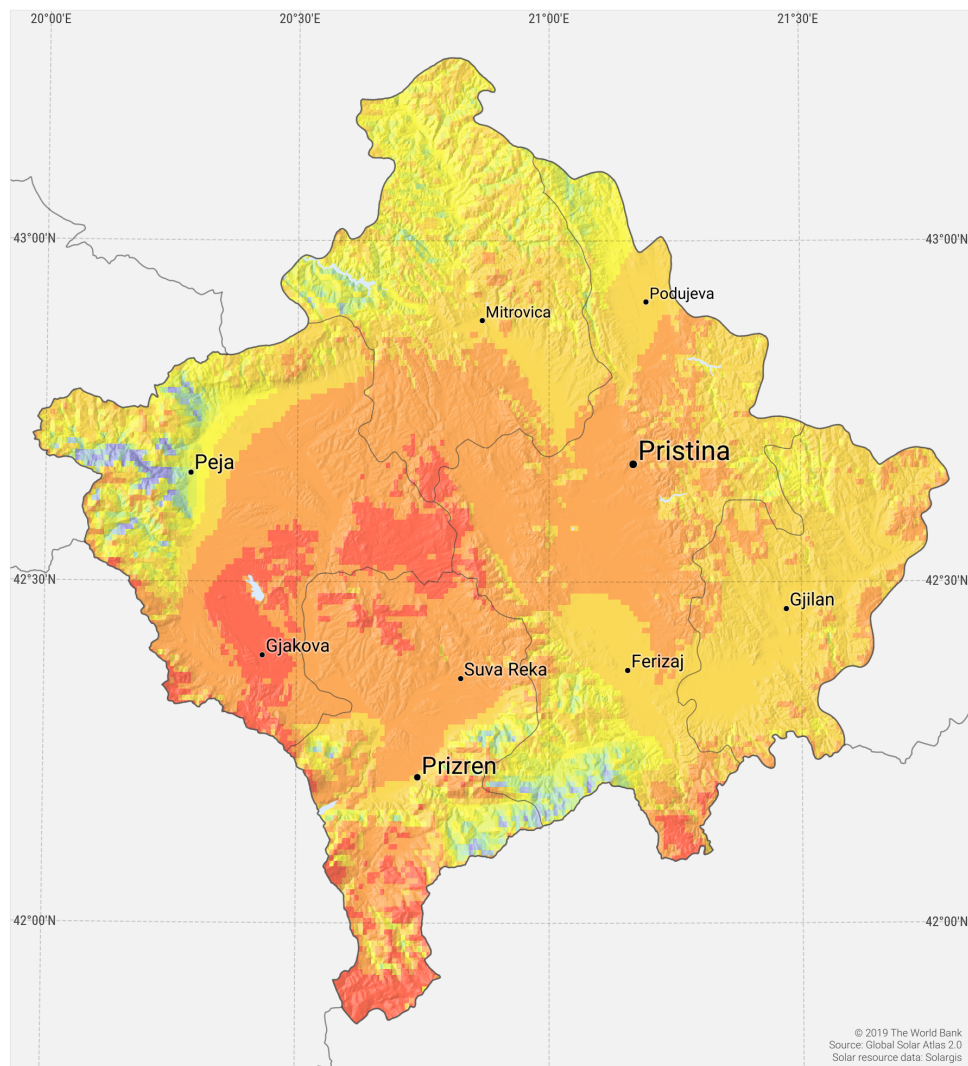 20°00'E
20°30'E
21°00'E
21°30'E
43°00'N
43°00'N
Podujeva
Mitrovica
Pristina
Peja
42°30'N
42°30'N
Gjilan
Gjakova
Ferizaj
Suva Reka
Prizren
42°00'N
42°00'N
© 2019 The World Bank
Source: Global Solar Atlas 2.0
Solar resource data: Solargis